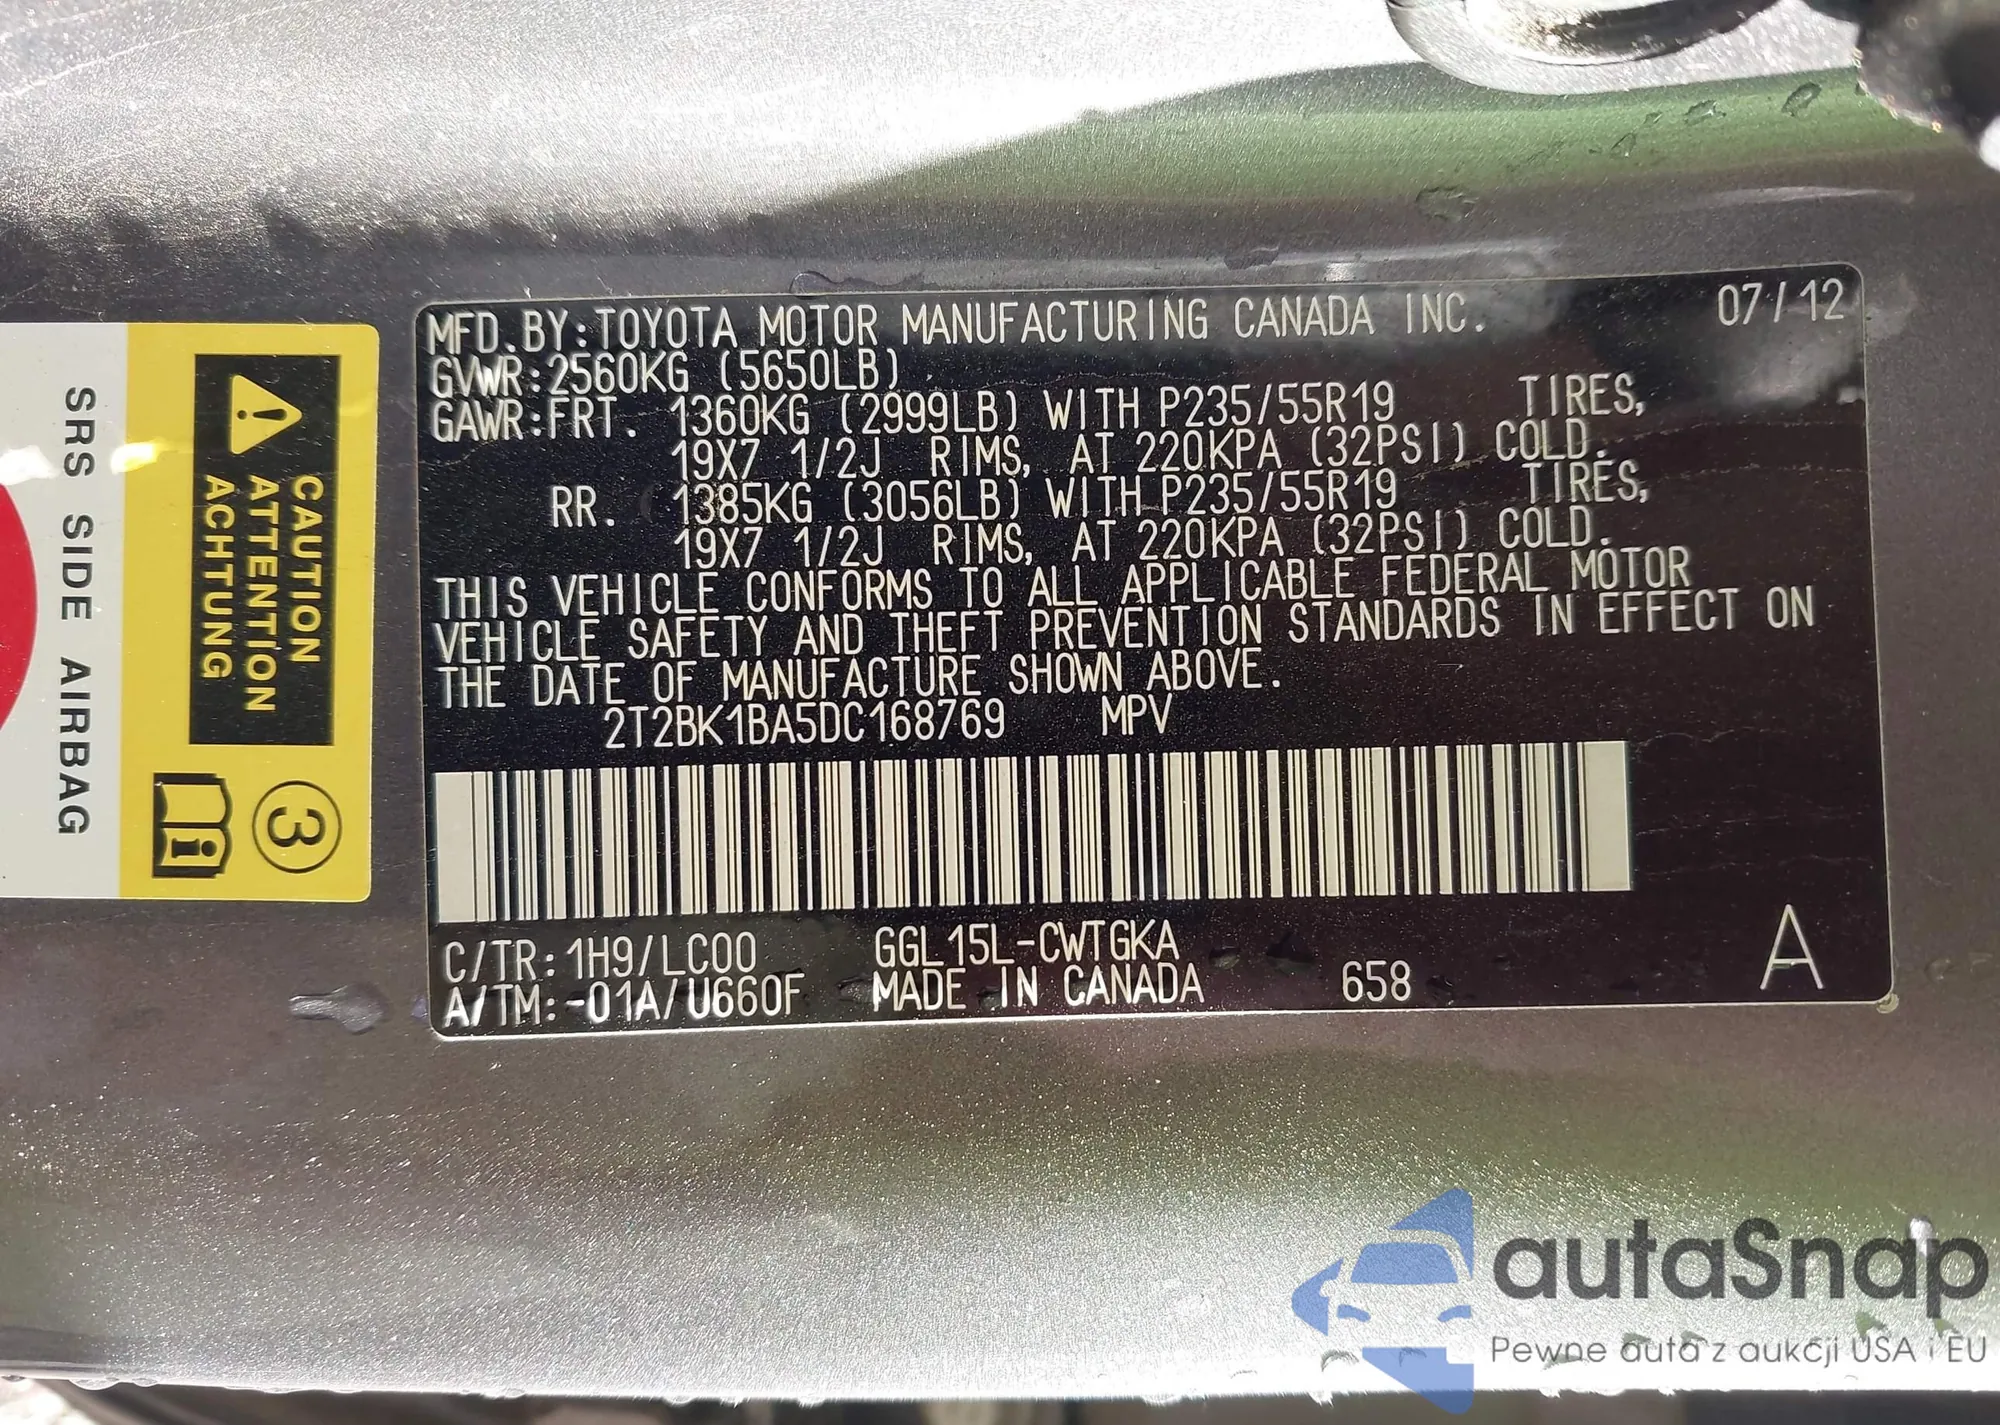 MFD. BY: TOYOTA MOTOR MANUFACTURING CANADA INC. 07/12
GVWR: 2560KG (5650LB)
GAWR: FRT. 1360KG (2999LB) WITH P235/55R19 TIRES,
19X7 1/2J RIMS, AT 220KPA (32PSI) COLD.
RR. 1385KG (3056LB) WITH P235/55R19 TIRES,
19X7 1/2J RIMS, AT 220KPA (32PSI) COLD.
THIS VEHICLE CONFORMS TO ALL APPLICABLE FEDERAL MOTOR
VEHICLE SAFETY AND THEFT PREVENTION STANDARDS IN EFFECT ON
THE DATE OF MANUFACTURE SHOWN ABOVE.
2T2BK1BA5DC168769 MPV
C/TR: 1H9/LC00 GGL15L-CWTGKA
A/TM: -01A/U660F MADE IN CANADA 658 A
CAUTION
ATTENTION
ACHTUNG
3
SRS SIDE AIRBAG
autaSnap
Pewne auta z aukcji USA i EU